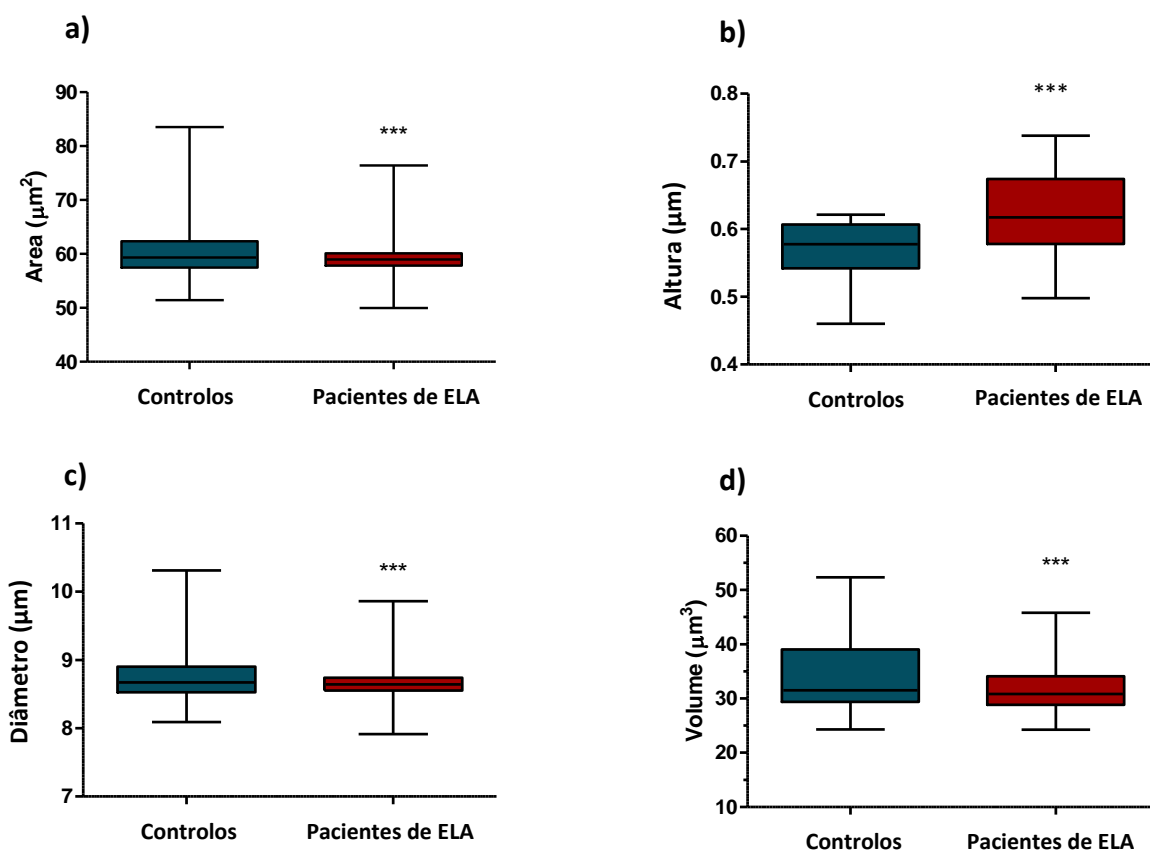 a)
Area (µm²)
90
80
70
60
50
40
***
Controlos
Pacientes de ELA
b)
Altura (µm)
0.8
0.7
0.6
0.5
0.4
***
Controlos
Pacientes de ELA
c)
Diâmetro (µm)
11
10
9
8
7
***
Controlos
Pacientes de ELA
d)
Volume (µm³)
60
50
40
30
20
10
***
Controlos
Pacientes de ELA